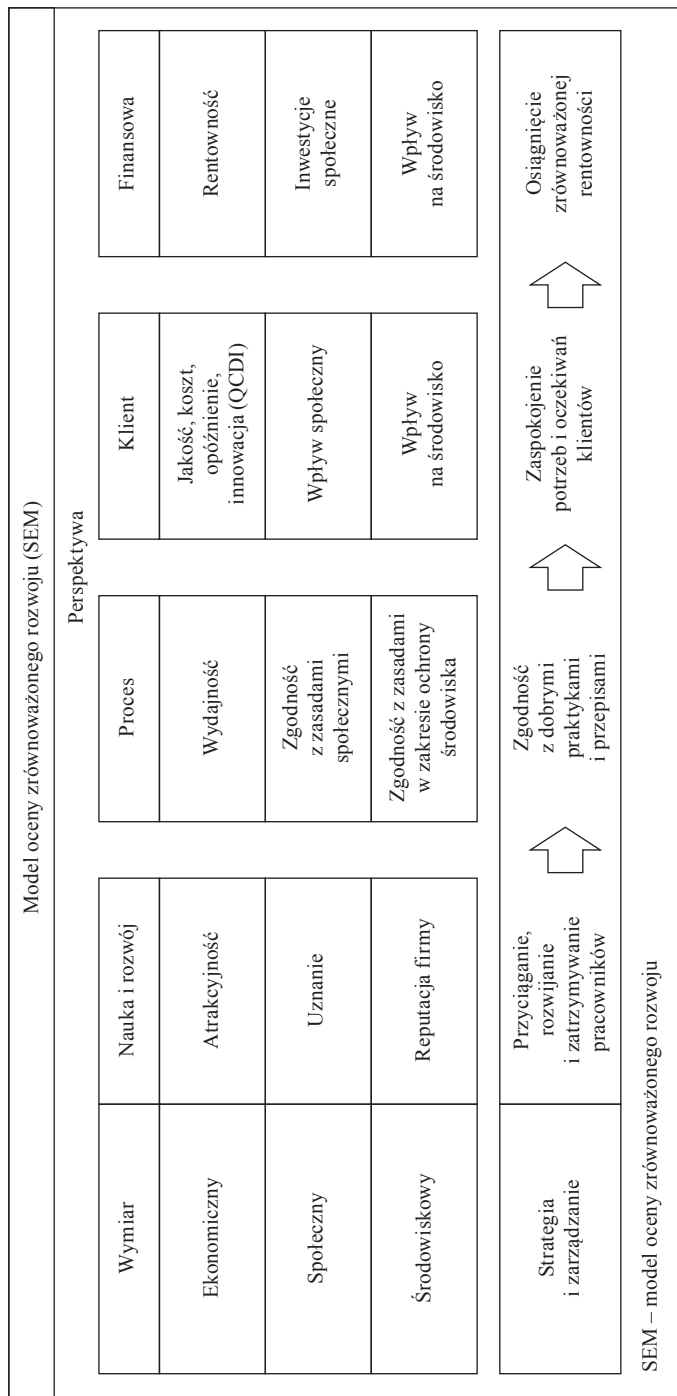 Model oceny zrównoważonego rozwoju (SEM)
Perspektywa
Wymiar
Nauka i rozwój
Proces
Klient
Finansowa
Ekonomiczny
Atrakcyjność
Wydajność
Jakość, koszt,
opóźnienie,
innowacja (QCDI)
Rentowność
Społeczny
Uznanie
Zgodność
z zasadami
społecznymi
Wpływ społeczny
Inwestycje
społeczne
Środowiskowy
Reputacja firmy
Zgodność z zasadami
w zakresie ochrony
środowiska
Wpływ
na środowisko
Wpływ
na środowisko
Strategia
i zarządzanie
Przyciąganie,
rozwijanie
i zatrzymywanie
pracowników
Zgodność
z dobrymi
praktykami
i przepisami
Zaspokojenie
potrzeb i oczekiwań
klientów
Osiągnięcie
zrównoważonej
rentowności
SEM – model oceny zrównoważonego rozwoju